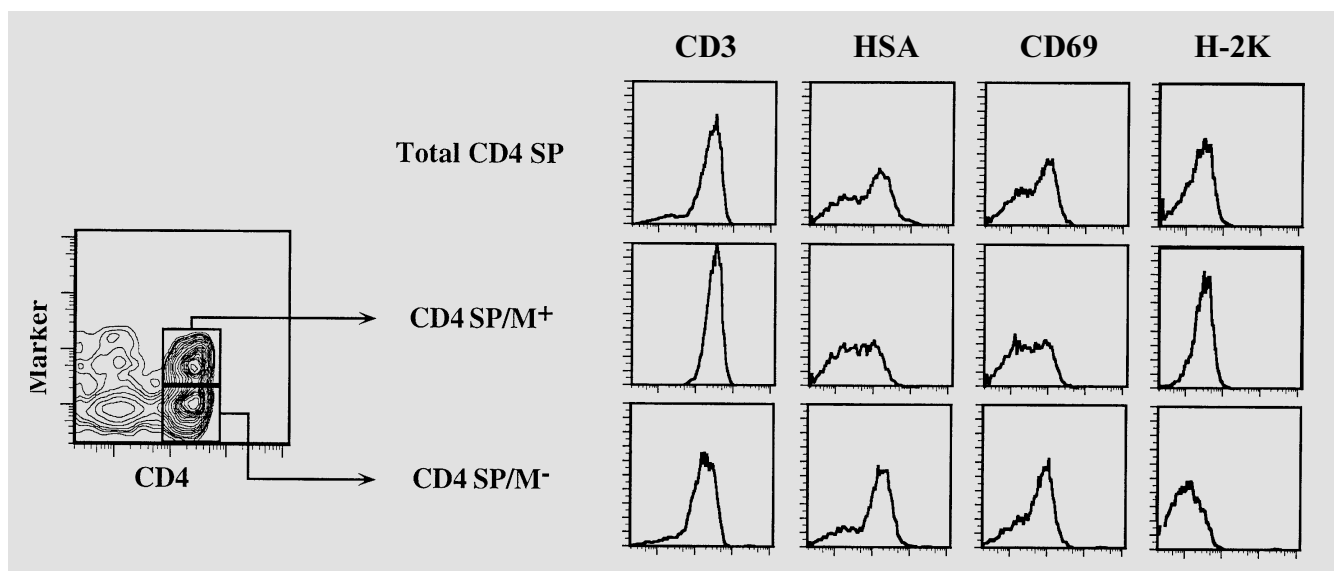 CD3 HSA CD69 H-2K
Total CD4 SP
Marker
CD4 SP/M+
CD4 SP/M-
CD4